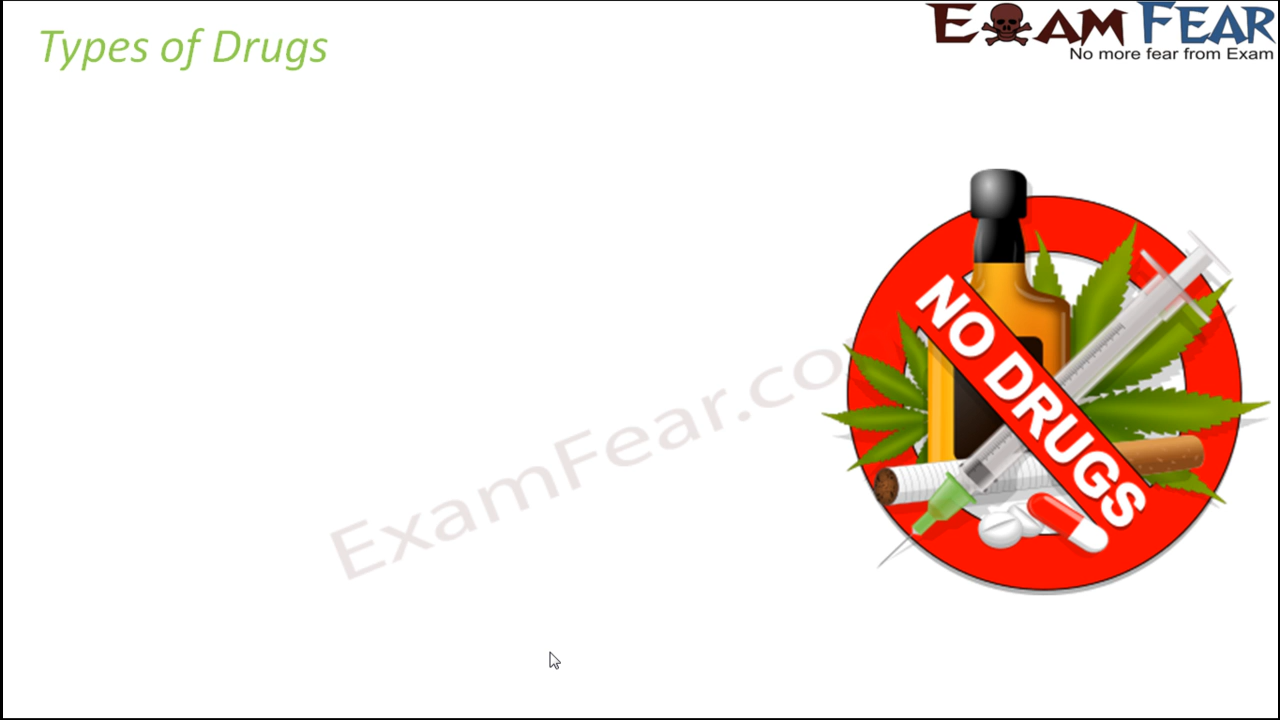 Types of Drugs
EXAM FEAR
No more fear from Exam
NO DRUGS
ExamFear.co